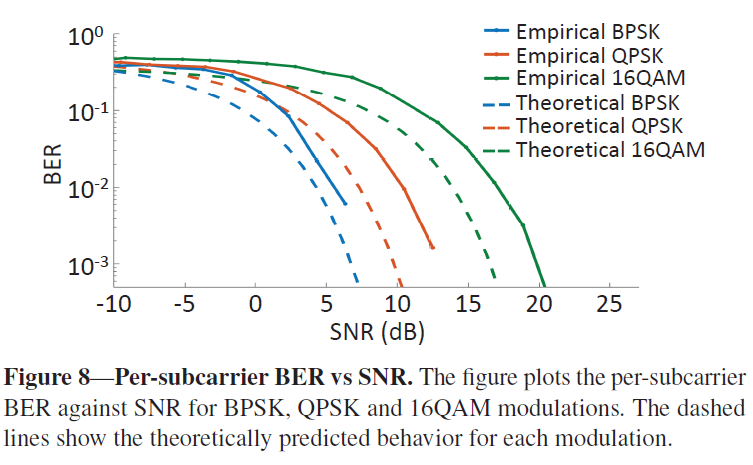 10⁰
10⁻¹
10⁻²
10⁻³
BER
-10 -5 0 5 10 15 20 25
SNR (dB)
Empirical BPSK
Empirical QPSK
Empirical 16QAM
Theoretical BPSK
Theoretical QPSK
Theoretical 16QAM
Figure 8—Per-subcarrier BER vs SNR. The figure plots the per-subcarrier
BER against SNR for BPSK, QPSK and 16QAM modulations. The dashed
lines show the theoretically predicted behavior for each modulation.